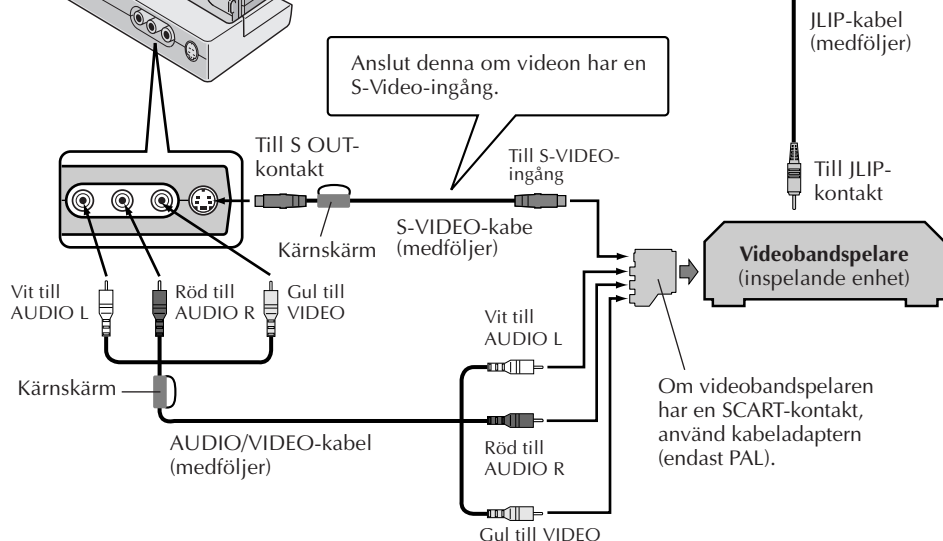 JLIP-kabel
(medföljer)
Anslut denna om videon har en
S-Video-ingång.
Till S OUT-
kontakt
Till S-VIDEO-
ingång
Till JLIP-
kontakt
Kärnskärm
S-VIDEO-kabe
(medföljer)
Videobandspelare
(inspelande enhet)
Vit till
AUDIO L
Röd till
AUDIO R
Gul till
VIDEO
Vit till
AUDIO L
Kärnskärm
Om videobandspelaren
har en SCART-kontakt,
använd kabeladaptern
(endast PAL).
AUDIO/VIDEO-kabel
(medföljer)
Röd till
AUDIO R
Gul till VIDEO